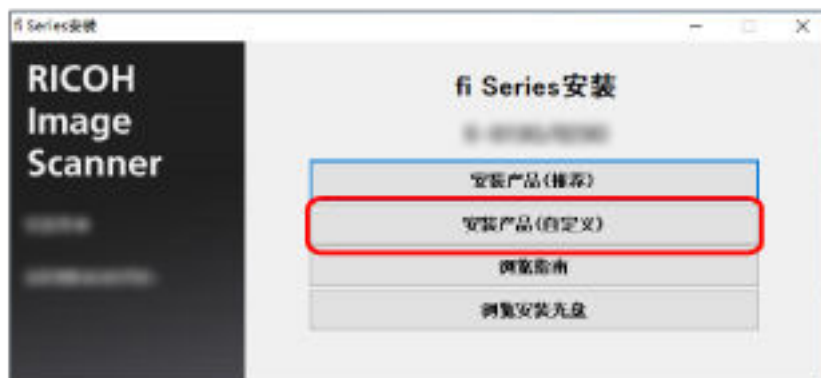 fi Series安装
RICOH
Image
Scanner
fi Series安装
安装产品(推荐)
安装产品(自定义)
浏览指南
浏览安装光盘